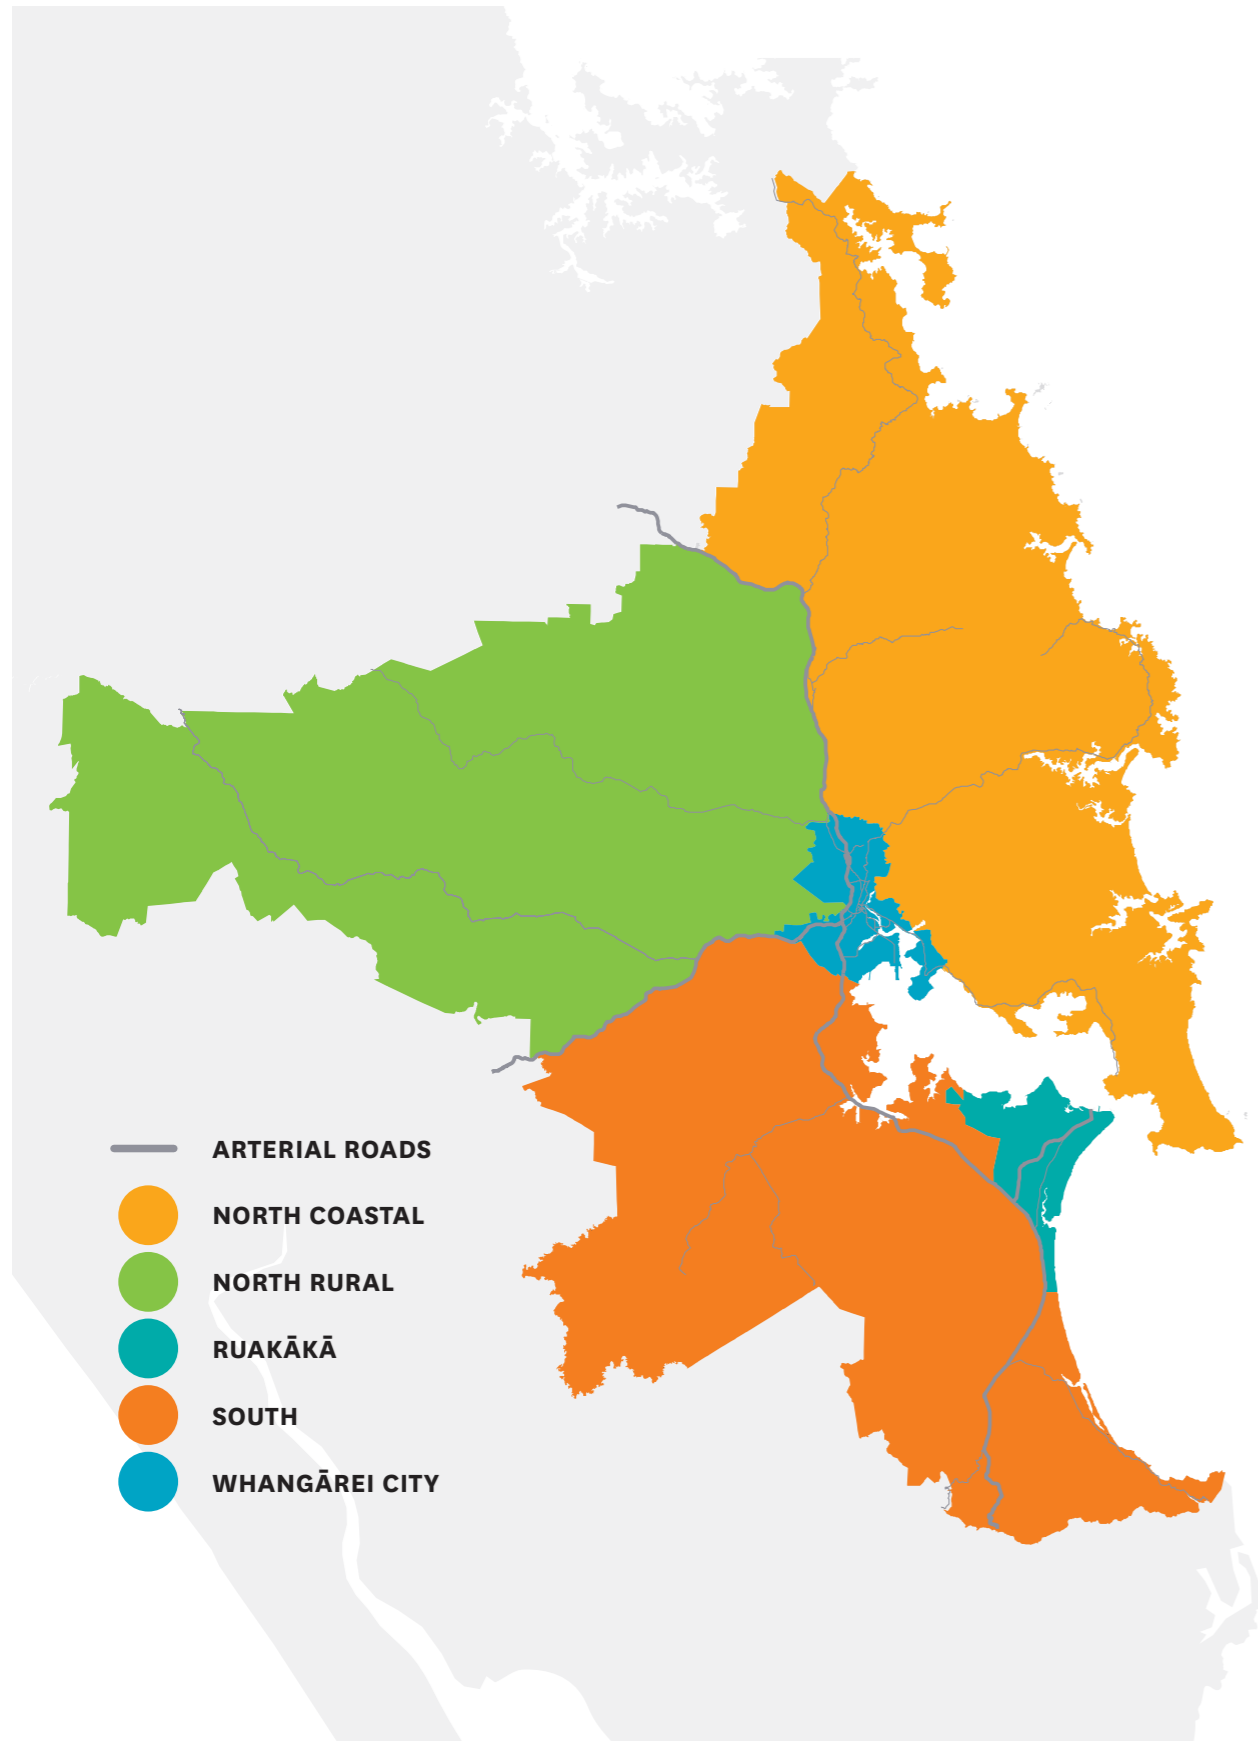 ARTERIAL ROADS
NORTH COASTAL
NORTH RURAL
RUAKĀKĀ
SOUTH
WHANGĀREI CITY